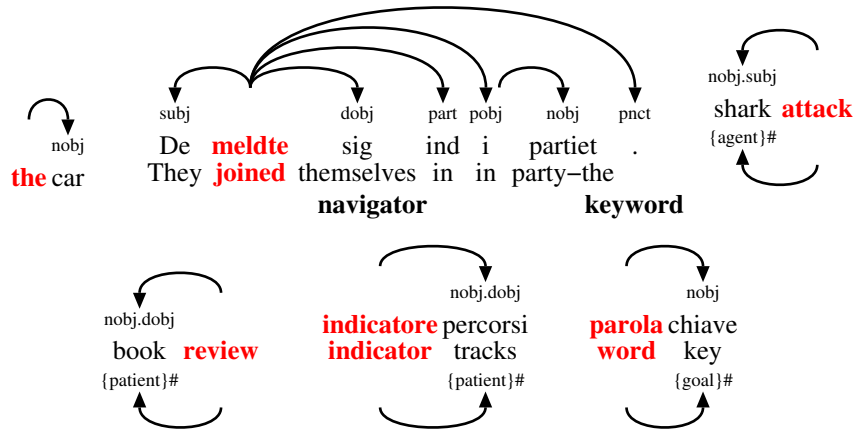 nobj
the car
subj dobj part pobj nobj pnct
De meldte sig ind i partiet .
They joined themselves in in party−the
navigator keyword
nobj.subj
shark attack
{agent}#
nobj.dobj
book review
{patient}#
nobj.dobj
indicatore percorsi
indicator tracks
{patient}#
nobj
parola chiave
word key
{goal}#